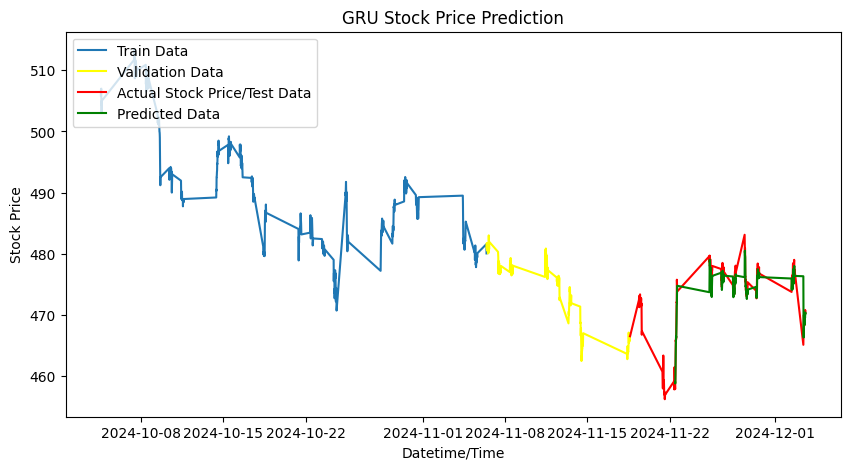 GRU Stock Price Prediction
Train Data
Validation Data
Actual Stock Price/Test Data
Predicted Data
Stock Price
510
500
490
480
470
460
2024-10-08
2024-10-15
2024-10-22
2024-11-01
2024-11-08
2024-11-15
2024-11-22
2024-12-01
Datetime/Time